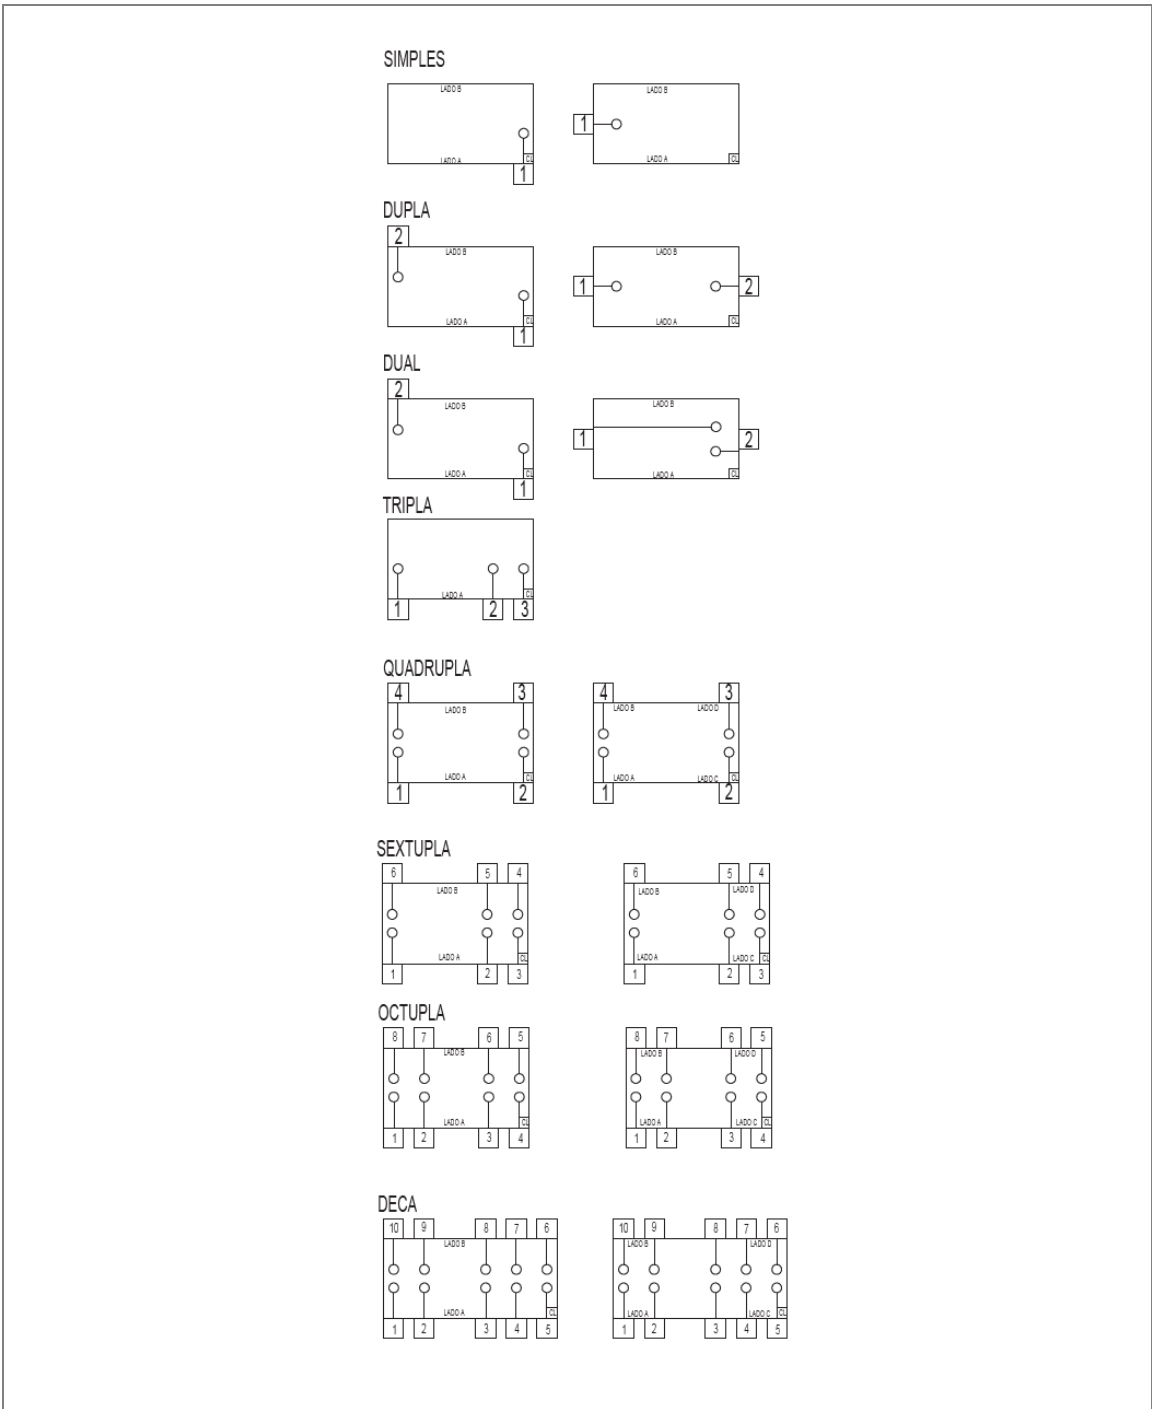 SIMPLES
LADO B LADO B
1
LADO A CL LADO A CL
1
DUPLA
2
LADO B LADO B
1 2
LADO A CL LADO A CL
1
DUAL
2
LADO B LADO B
1 2
LADO A CL LADO A CL
1
TRIPLA
LADO A CL
1 2 3
QUADRUPLA
4 3 4 3
LADO B LADO B LADO D
LADO A CL LADO A LADO C CL
1 2 1 2
SEXTUPLA
6 5 4 6 5 4
LADO B LADO B LADO D
LADO A CL LADO A LADO C CL
1 2 3 1 2 3
OCTUPLA
8 7 6 5 8 7 6 5
LADO B LADO B LADO D
LADO A CL LADO A LADO C CL
1 2 3 4 1 2 3 4
DECA
10 9 8 7 6 10 9 8 7 6
LADO B LADO B LADO D
LADO A CL LADO A LADO C CL
1 2 3 4 5 1 2 3 4 5